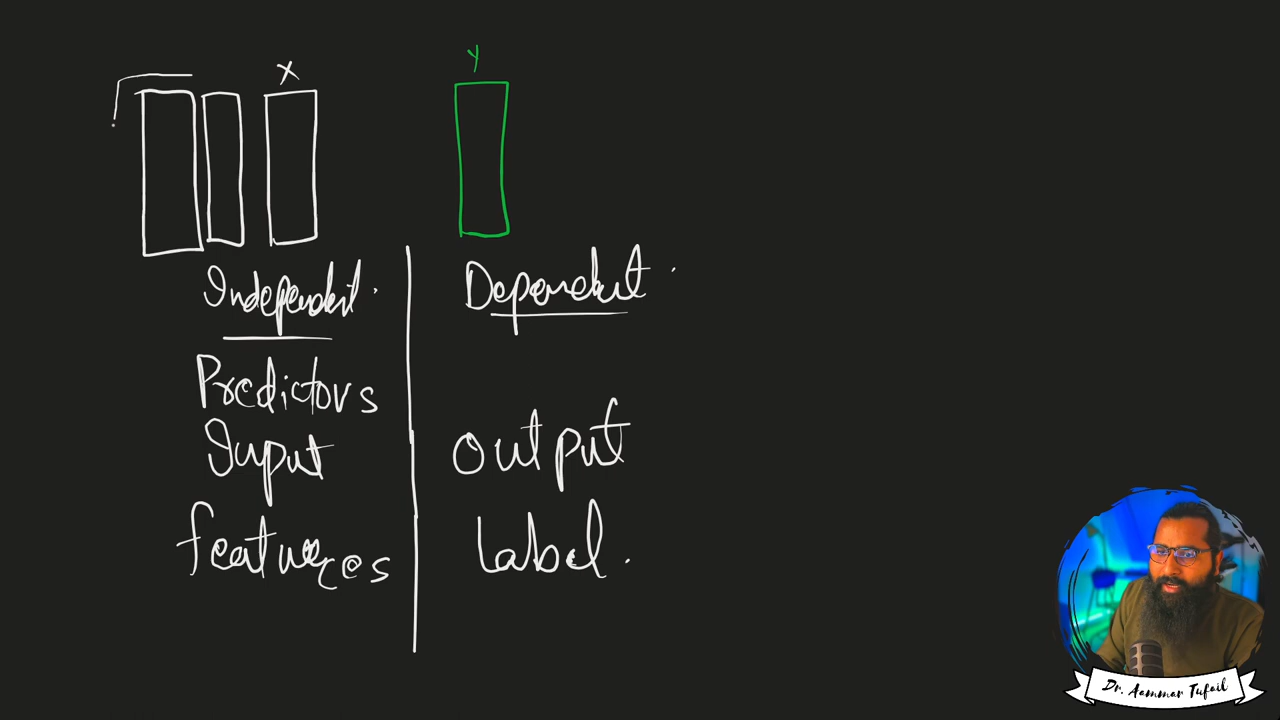 X
Y
Independent.
Dependent.
Predictors
Input
output
features
Label.
Dr. Aammar Tufail